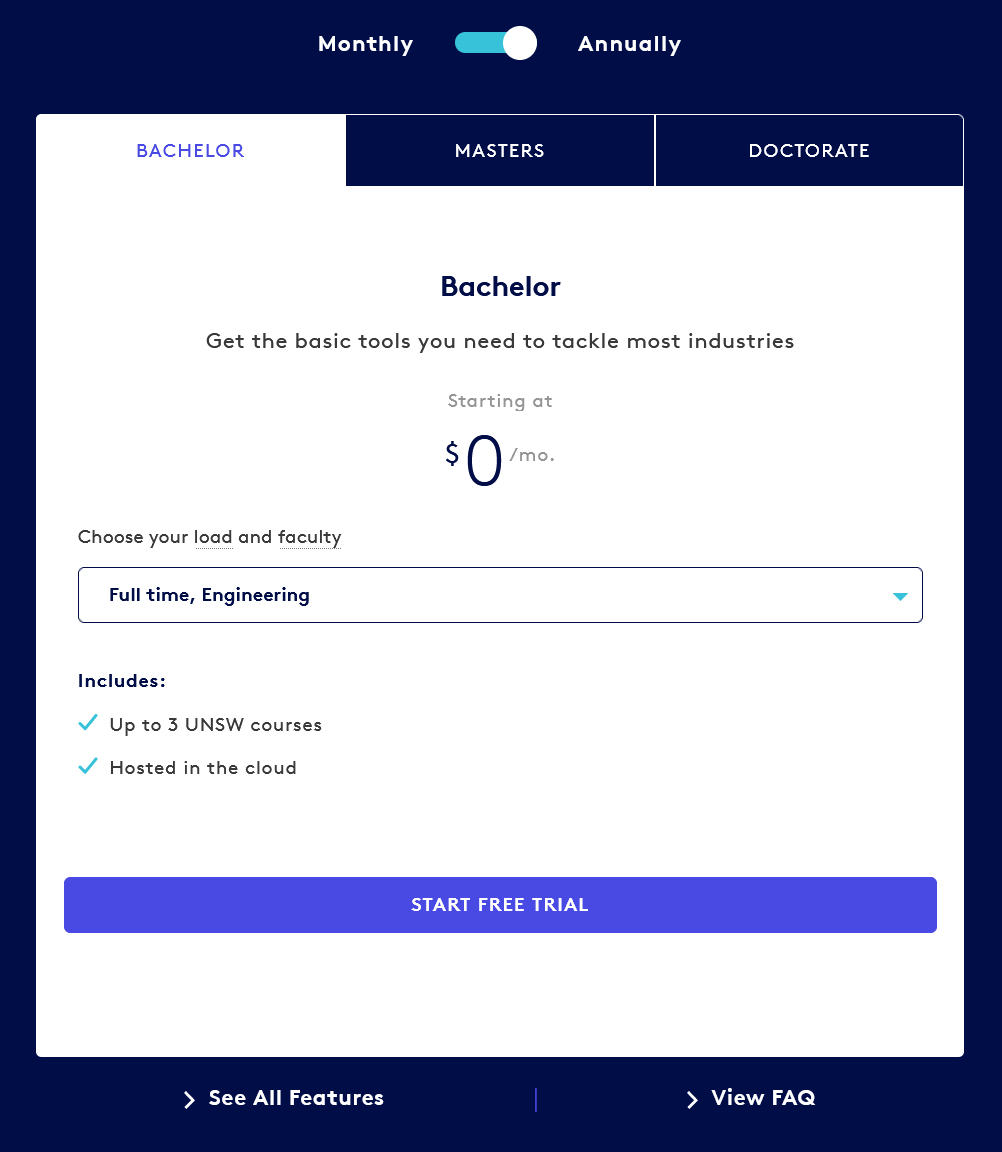 Monthly Annually
BACHELOR MASTERS DOCTORATE
Bachelor
Get the basic tools you need to tackle most industries
Starting at
$0/mo.
Choose your load and faculty
Full time, Engineering
Includes:
Up to 3 UNSW courses
Hosted in the cloud
START FREE TRIAL
See All Features | View FAQ